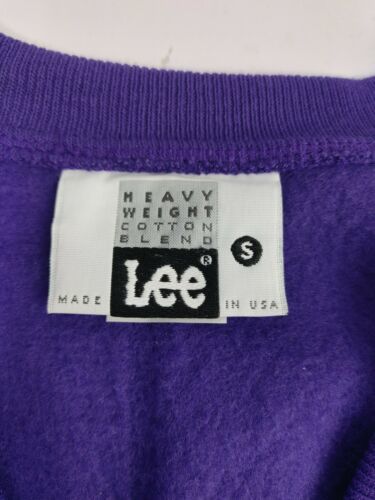 HEAVY
WEIGHT
COTTON
BLEND
S
Lee®
MADE IN USA